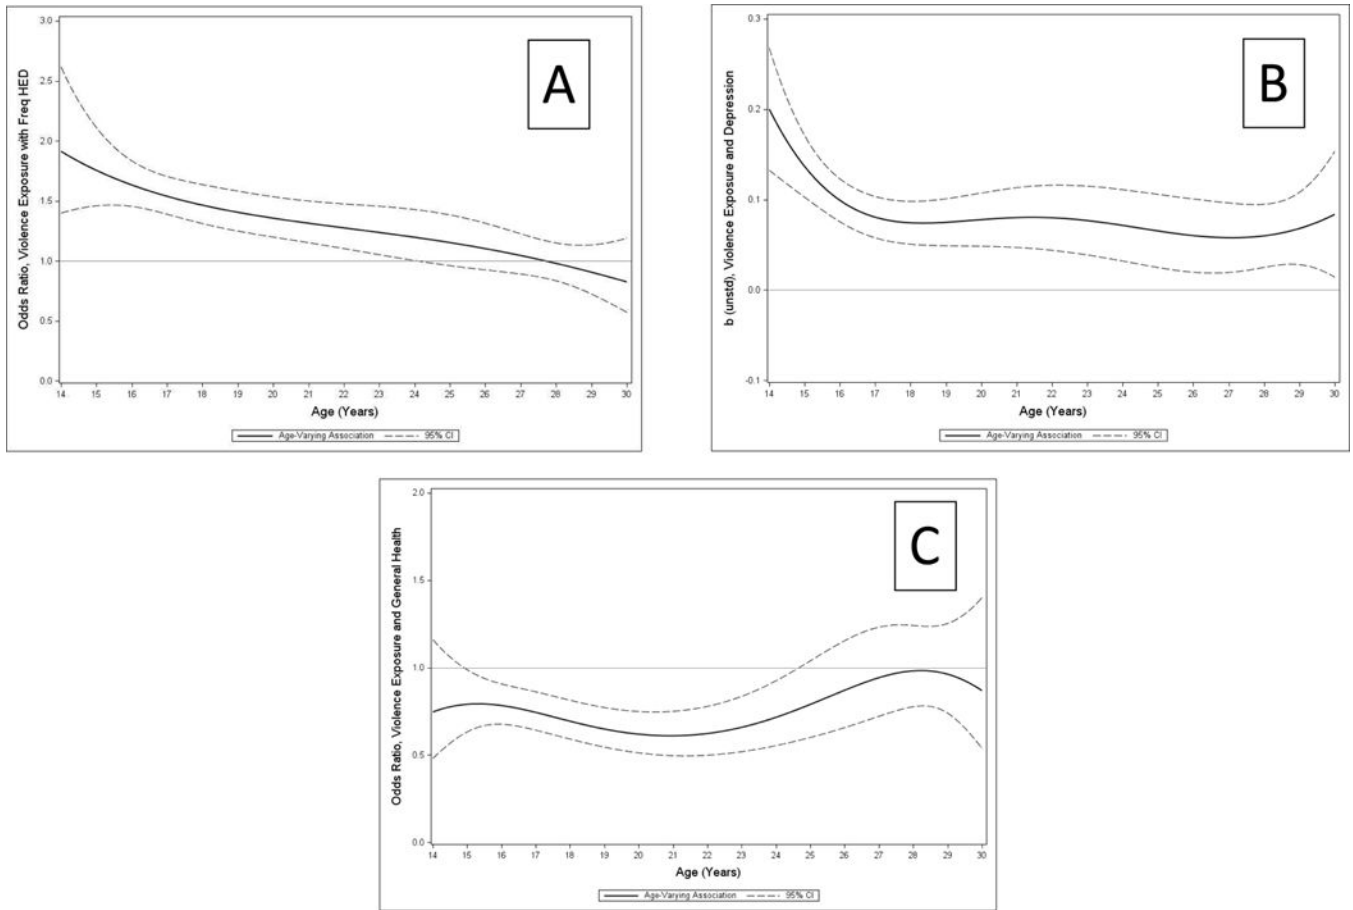 A
Odds Ratio, Violence Exposure with Freq HED
3.0
2.5
2.0
1.5
1.0
0.5
0.0
14 15 16 17 18 19 20 21 22 23 24 25 26 27 28 29 30
Age (Years)
Age-Varying Association 95% CI
B
b (unstd), Violence Exposure and Depression
0.3
0.2
0.1
0.0
-0.1
14 15 16 17 18 19 20 21 22 23 24 25 26 27 28 29 30
Age (Years)
Age-Varying Association 95% CI
C
Odds Ratio, Violence Exposure and General Health
2.0
1.5
1.0
0.5
0.0
14 15 16 17 18 19 20 21 22 23 24 25 26 27 28 29 30
Age (Years)
Age-Varying Association 95% CI